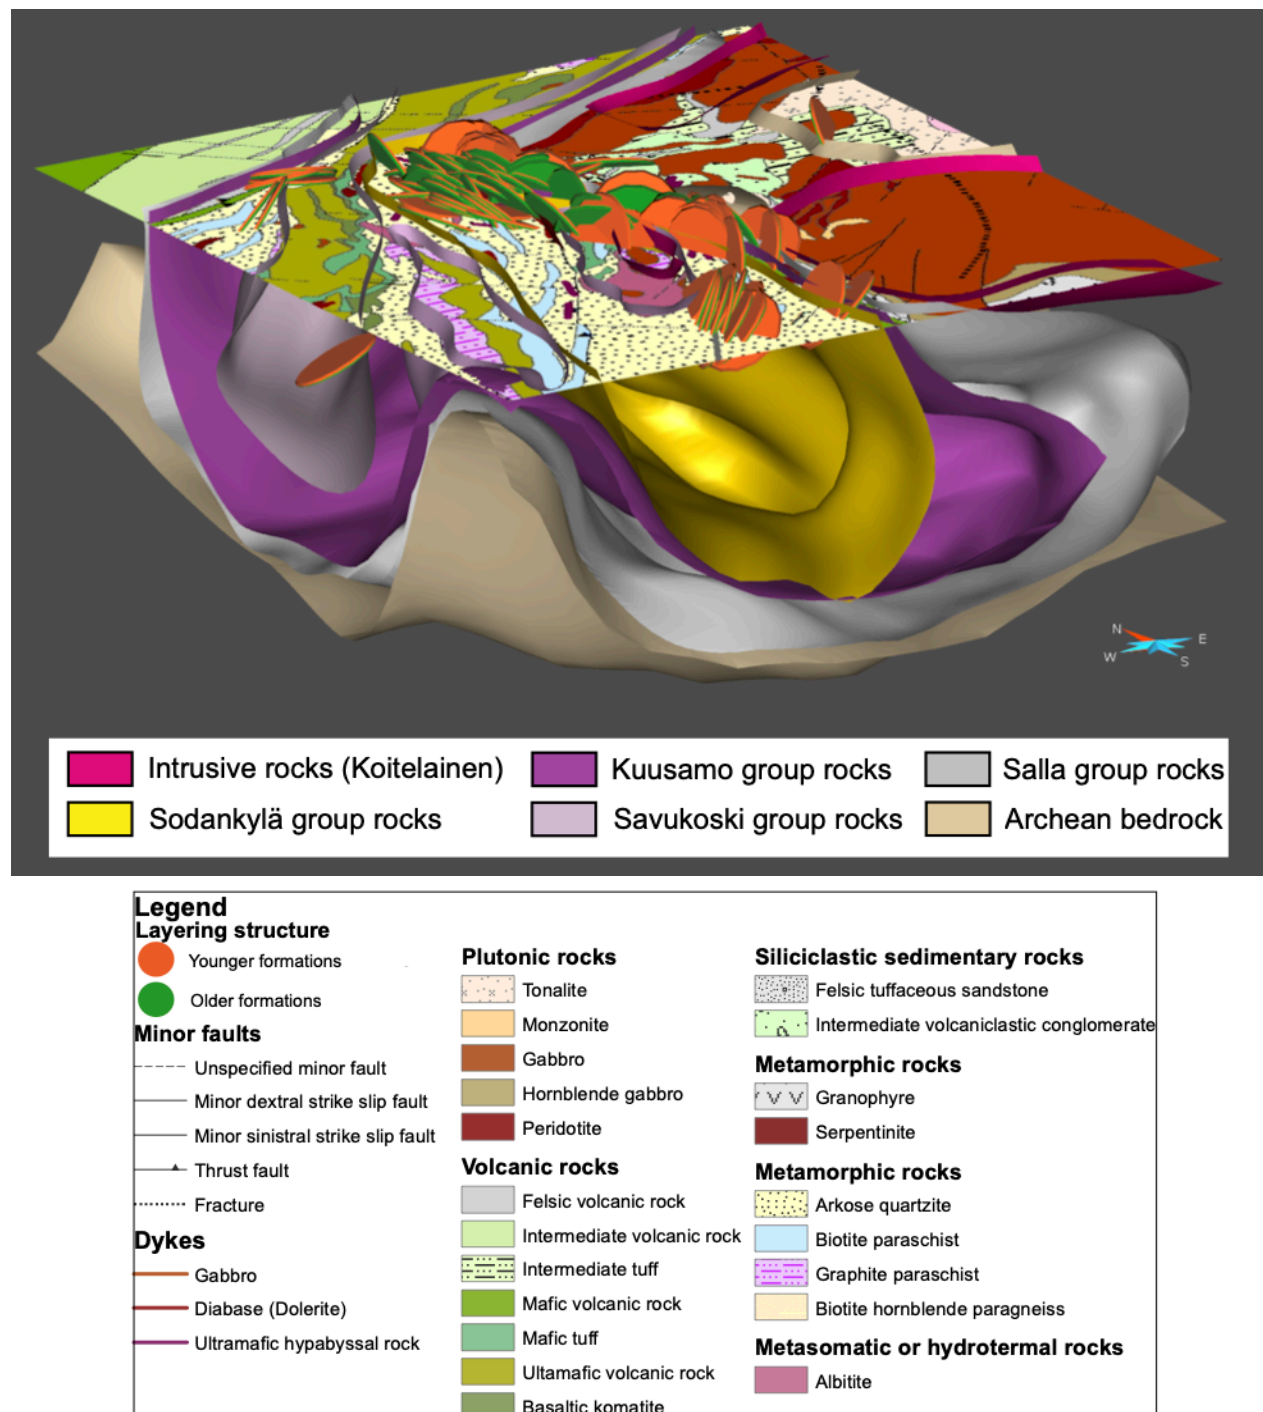 N
E
W
S
Intrusive rocks (Koitelainen)
Kuusamo group rocks
Salla group rocks
Sodankylä group rocks
Savukoski group rocks
Archean bedrock
Legend
Layering structure
Younger formations
Older formations
Minor faults
Unspecified minor fault
Minor dextral strike slip fault
Minor sinistral strike slip fault
Thrust fault
Fracture
Dykes
Gabbro
Diabase (Dolerite)
Ultramafic hypabyssal rock
Plutonic rocks
Tonalite
Monzonite
Gabbro
Hornblende gabbro
Peridotite
Volcanic rocks
Felsic volcanic rock
Intermediate volcanic rock
Intermediate tuff
Mafic volcanic rock
Mafic tuff
Ultamafic volcanic rock
Basaltic komatite
Siliciclastic sedimentary rocks
Felsic tuffaceous sandstone
Intermediate volcaniclastic conglomerate
Metamorphic rocks
Granophyre
Serpentinite
Metamorphic rocks
Arkose quartzite
Biotite paraschist
Graphite paraschist
Biotite hornblende paragneiss
Metasomatic or hydrotermal rocks
Albitite